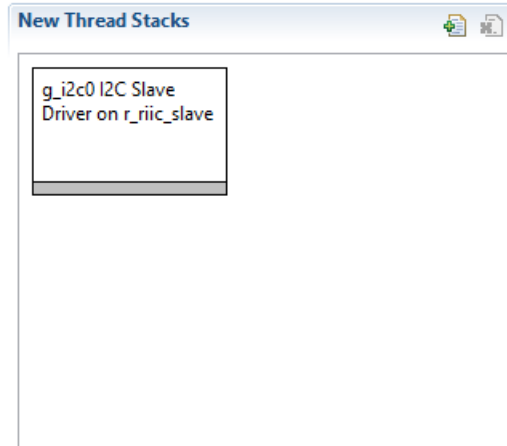 New Thread Stacks
g_i2c0 I2C Slave
Driver on r_riic_slave